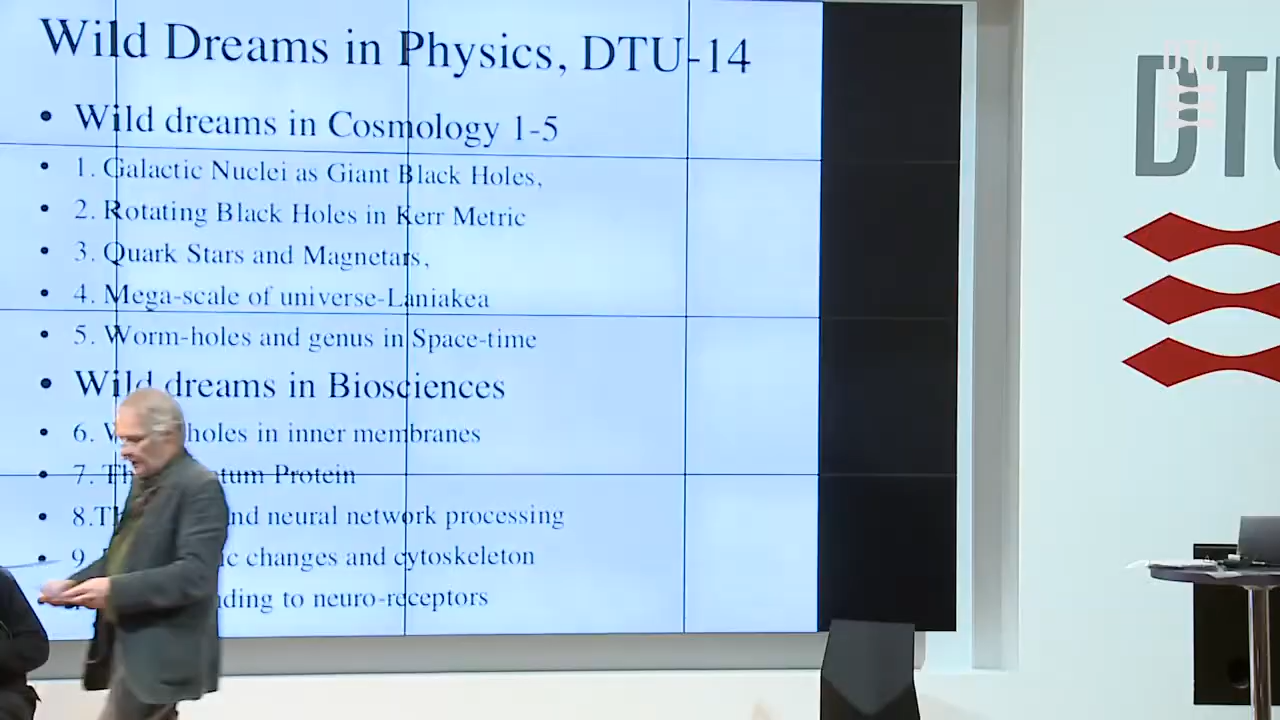 Wild Dreams in Physics, DTU-14
• Wild dreams in Cosmology 1-5
• 1. Galactic Nuclei as Giant Black Holes,
• 2. Rotating Black Holes in Kerr Metric
• 3. Quark Stars and Magnetars,
• 4. Mega-scale of universe-Laniakea
• 5. Worm-holes and genus in Space-time
• Wild dreams in Biosciences
• 6. holes in inner membranes
• 7. Protein
• 8. neural network processing
• 9. changes and cytoskeleton
to neuro-receptors
DTU